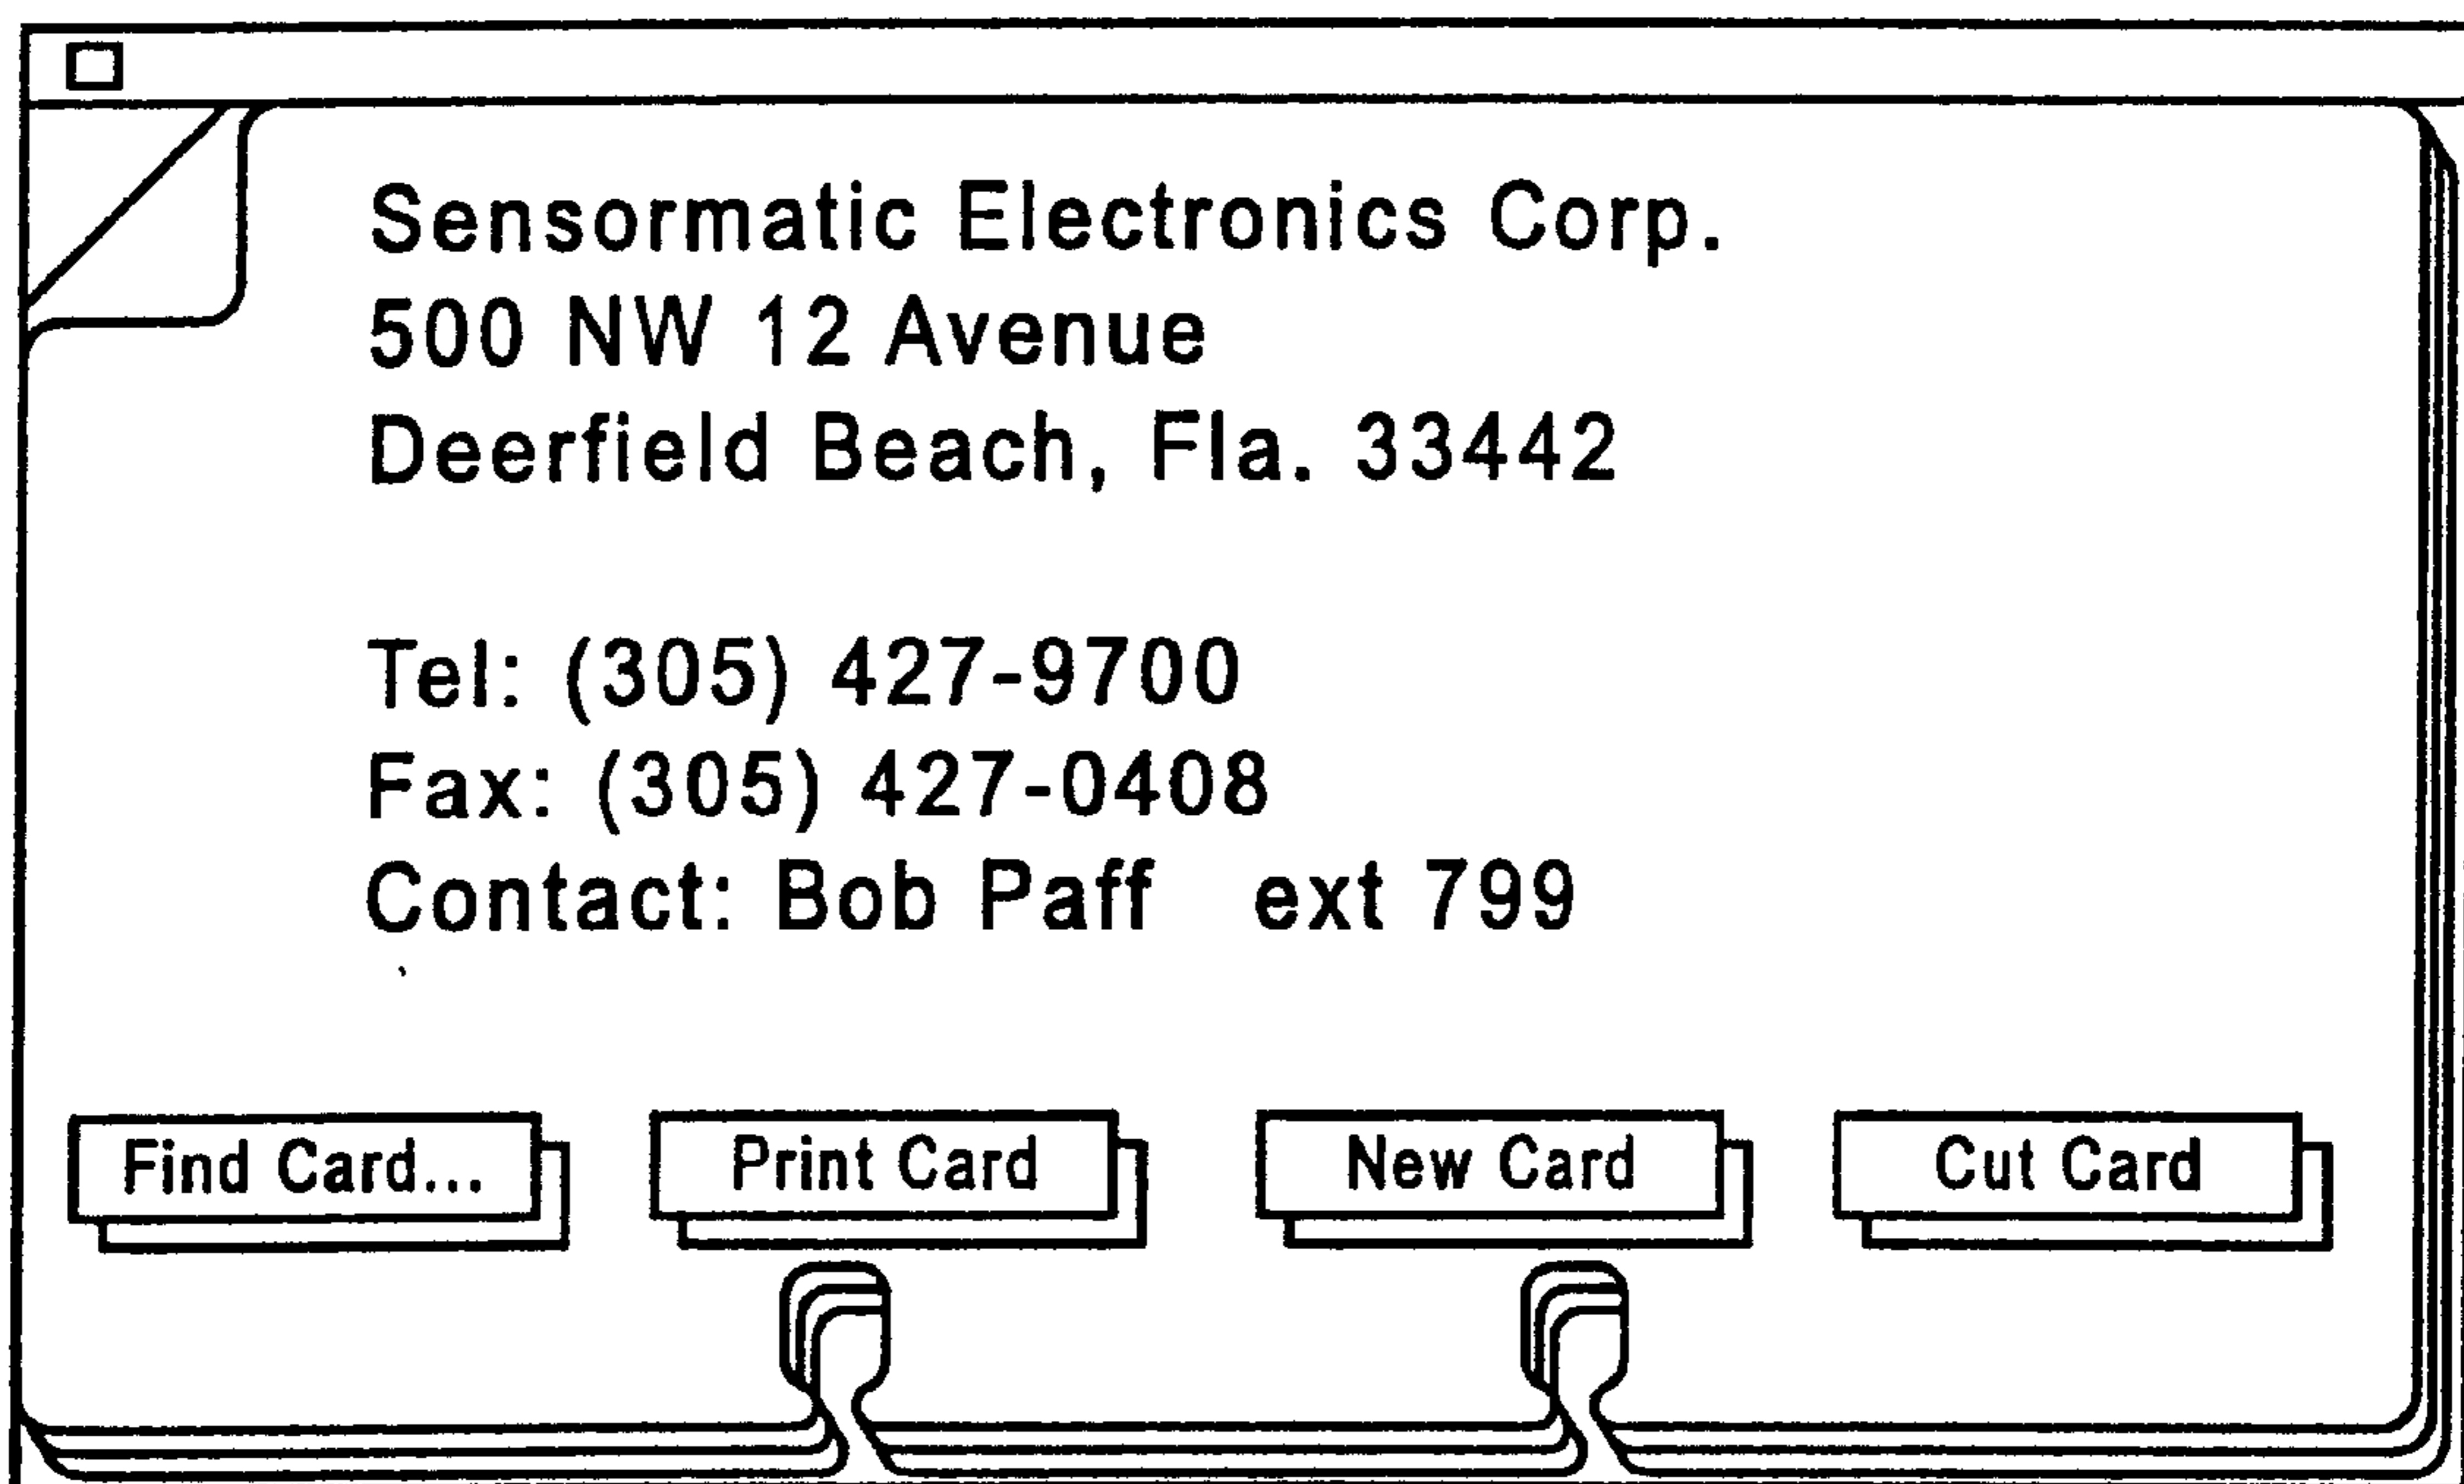 Sensormatic Electronics Corp.
500 NW 12 Avenue
Deerfield Beach, Fla. 33442
Tel: (305) 427-9700
Fax: (305) 427-0408
Contact: Bob Paff ext 799
Find Card...
Print Card
New Card
Cut Card